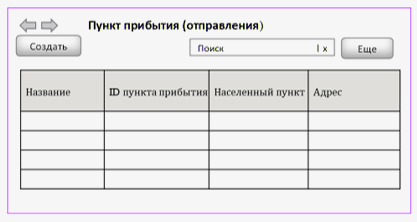 Пункт прибытия (отправления)
Создать
Поиск | x
Еще
Название ID пункта прибытия Населенный пункт Адрес